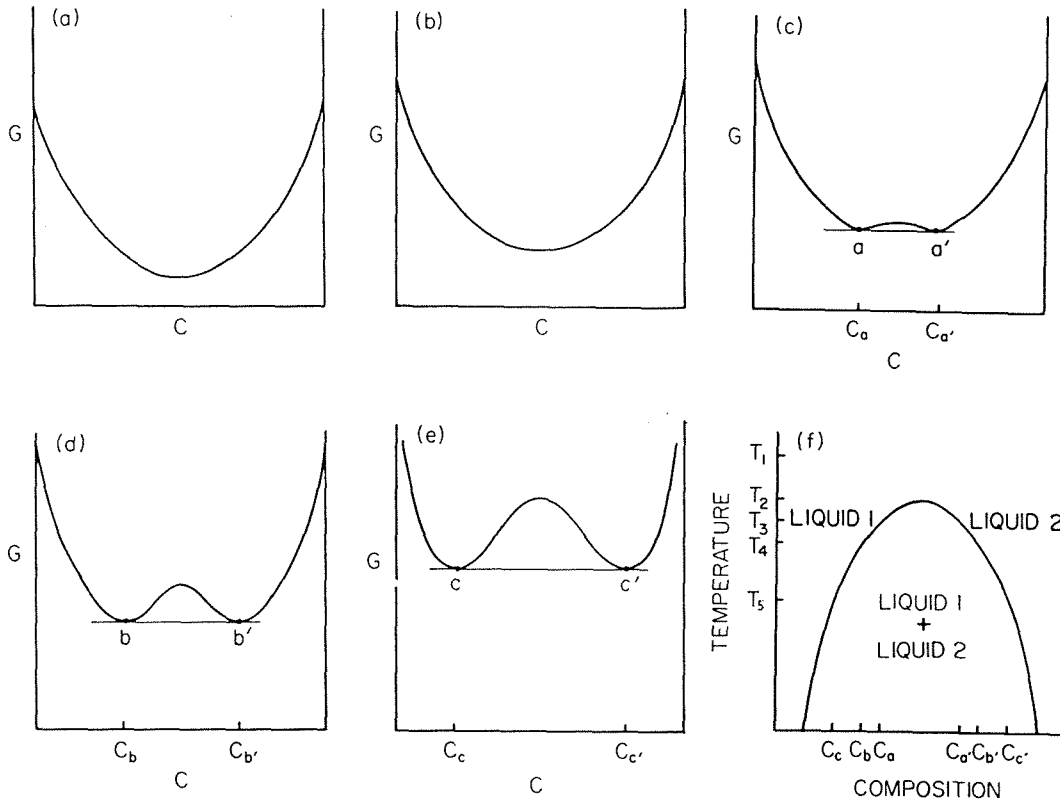 (a)
G
C
(b)
C
(c)
G
a a′
Cₐ Cₐ′
C
(d)
G
b b′
C_b C_b′
C
(e)
G
c c′
C_c C_c′
C
(f)
TEMPERATURE
T₁
T₂
T₃
T₄
T₅
LIQUID 1
LIQUID 2
LIQUID 1
+
LIQUID 2
C_c C_b Cₐ Cₐ′ C_b′ C_c′
COMPOSITION